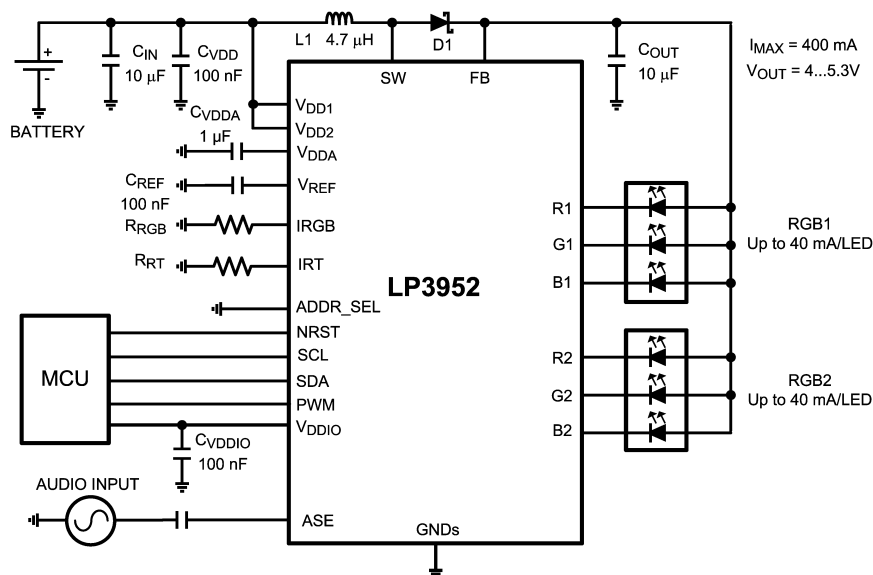 L1 4.7 μH
D1
+
-
BATTERY
CIN
10 μF
CVDD
100 nF
SW
FB
COUT
10 μF
IMAX = 400 mA
VOUT = 4...5.3V
CVDDA
1 μF
VDD1
VDD2
VDDA
CREF
100 nF
VREF
RRGB
IRGB
RRT
IRT
ADDR_SEL
NRST
SCL
SDA
PWM
VDDIO
MCU
CVDDIO
100 nF
AUDIO INPUT
ASE
LP3952
GNDs
R1
G1
B1
RGB1
Up to 40 mA/LED
R2
G2
B2
RGB2
Up to 40 mA/LED